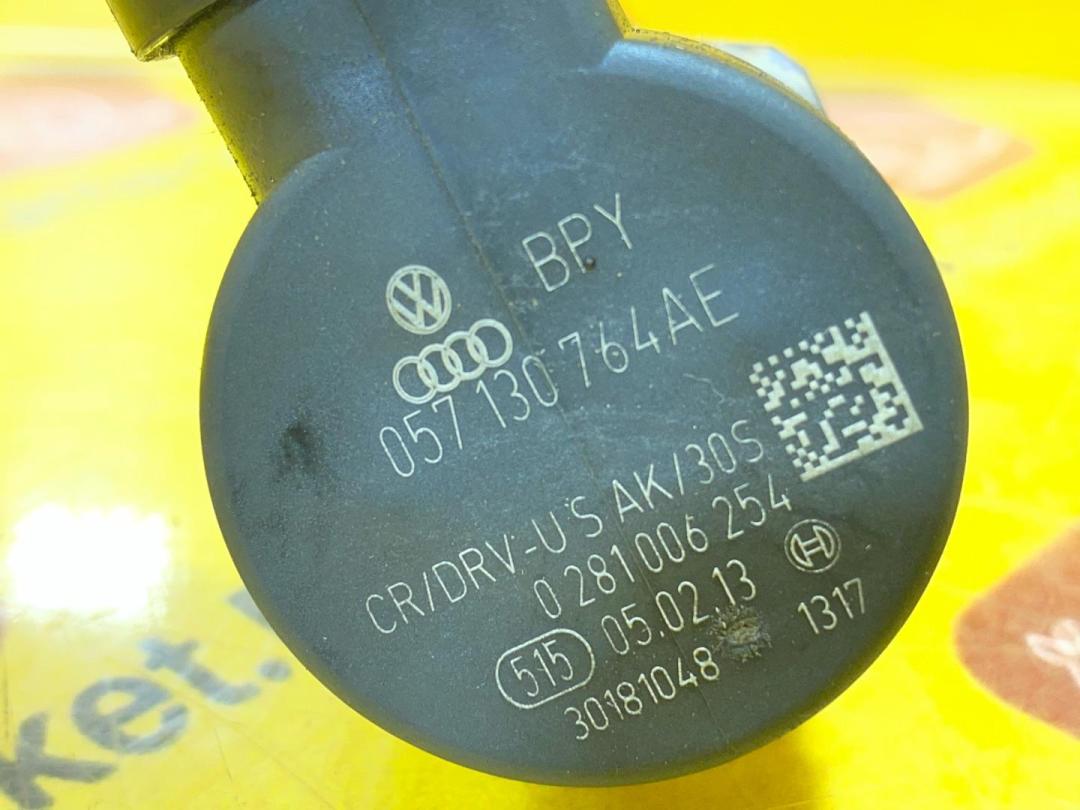 BPY
057 130 764AE
CR/DRV-U S AK/30S
0 281 006 254
515 05.02.13
30181048 1317
ket.